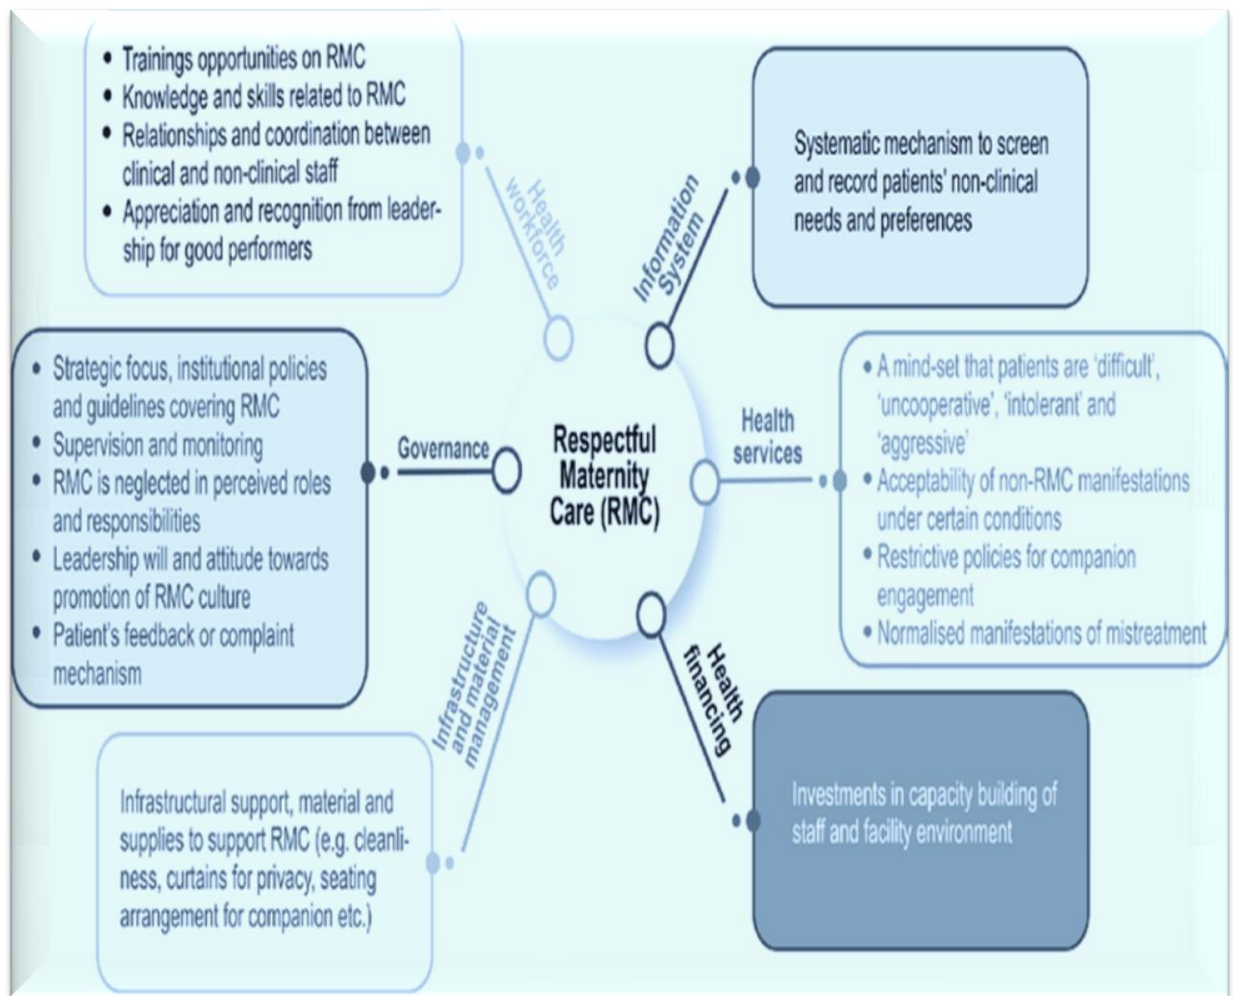 • Trainings opportunities on RMC
• Knowledge and skills related to RMC
• Relationships and coordination between
clinical and non-clinical staff
• Appreciation and recognition from leader-
ship for good performers
Health
workforce
Information
System
Systematic mechanism to screen
and record patients' non-clinical
needs and preferences
• Strategic focus, institutional policies
and guidelines covering RMC
• Supervision and monitoring
• RMC is neglected in perceived roles
and responsibilities
• Leadership will and attitude towards
promotion of RMC culture
• Patient's feedback or complaint
mechanism
Governance
Respectful
Maternity
Care (RMC)
Health
services
• A mind-set that patients are 'difficult',
'uncooperative', 'intolerant' and
'aggressive'
• Acceptability of non-RMC manifestations
under certain conditions
• Restrictive policies for companion
engagement
• Normalised manifestations of mistreatment
Infrastructure
and material
management
Health
financing
Infrastructural support, material and
supplies to support RMC (e.g. cleanli-
ness, curtains for privacy, seating
arrangement for companion etc.)
Investments in capacity building of
staff and facility environment